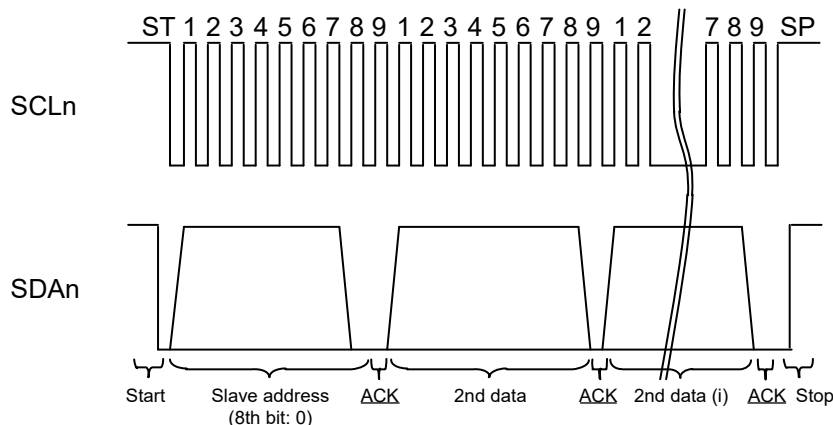 ST 1 2 3 4 5 6 7 8 9 1 2 3 4 5 6 7 8 9 1 2 7 8 9 SP
SCLn
SDAn
Start Slave address ACK 2nd data ACK 2nd data (i) ACK Stop
(8th bit: 0)